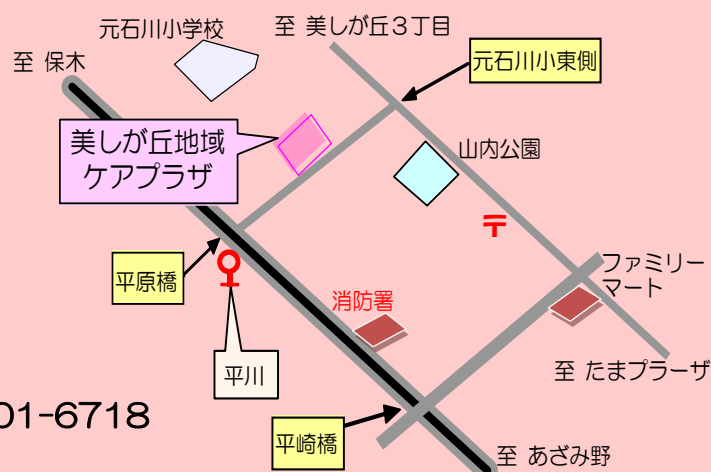 至 美しが丘３丁目
元石川小学校
至 保木
元石川小東側
美しが丘地域
ケアプラザ
山内公園
〒
ファミリー
マート
平原橋
消防署
至 たまプラーザ
平川
01-6718
平崎橋
至 あざみ野